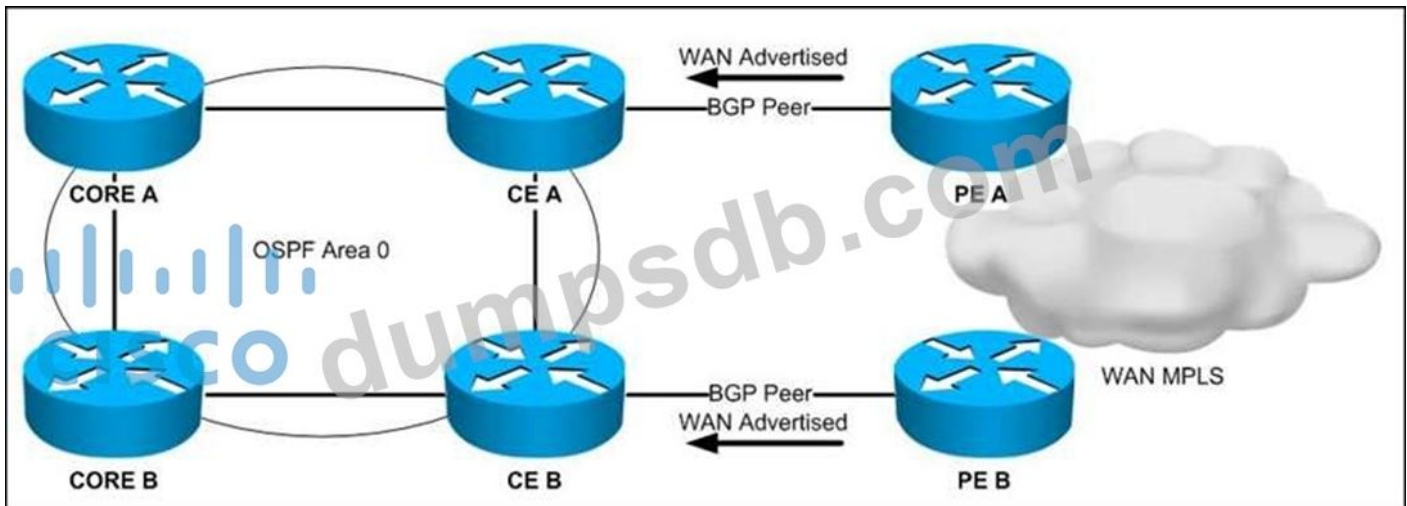 WAN Advertised
BGP Peer
CORE A
CE A
PE A
OSPF Area 0
BGP Peer
WAN Advertised
WAN MPLS
CORE B
CE B
PE B
cisco
dumpsdb.com